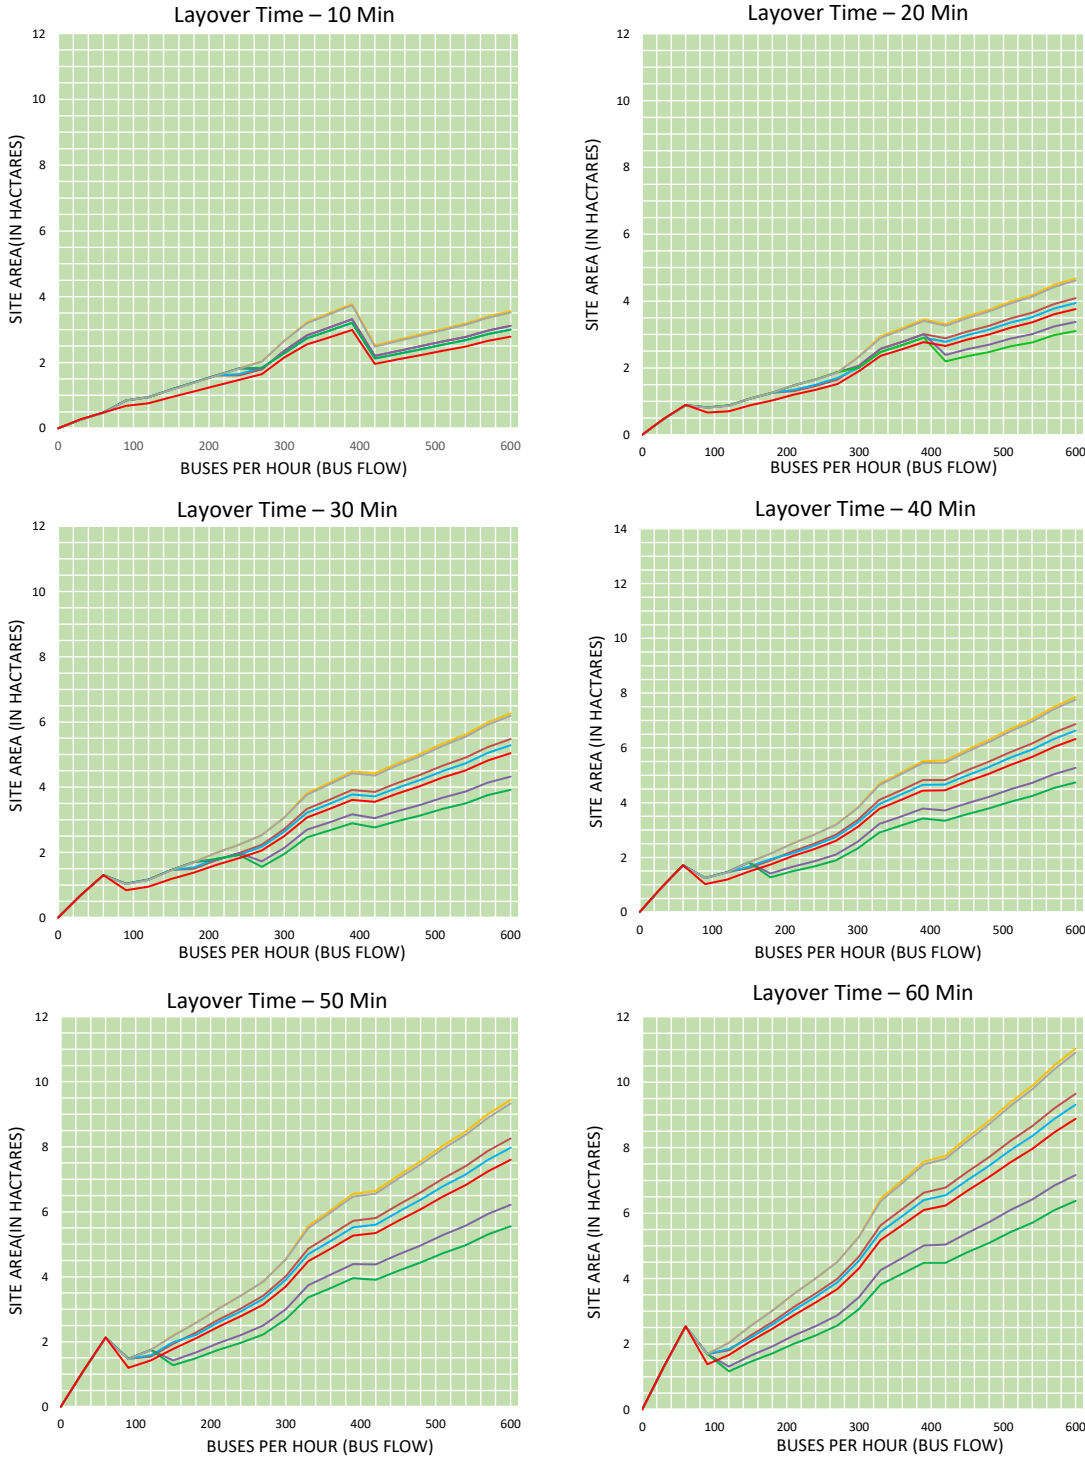 Layover Time – 10 Min
12
10
8
6
4
2
0
SITE AREA(IN HACTARES)
0 100 200 300 400 500 600
BUSES PER HOUR (BUS FLOW)
Layover Time – 20 Min
12
10
8
6
4
2
0
SITE AREA (IN HACTARES)
0 100 200 300 400 500 600
BUSES PER HOUR (BUS FLOW)
Layover Time – 30 Min
12
10
8
6
4
2
0
SITE AREA (IN HACTARES)
0 100 200 300 400 500 600
BUSES PER HOUR (BUS FLOW)
Layover Time – 40 Min
14
12
10
8
6
4
2
0
SITE AREA (IN HACTARES)
0 100 200 300 400 500 600
BUSES PER HOUR (BUS FLOW)
Layover Time – 50 Min
12
10
8
6
4
2
0
SITE AREA(IN HACTARES)
0 100 200 300 400 500 600
BUSES PER HOUR (BUS FLOW)
Layover Time – 60 Min
12
10
8
6
4
2
0
SITE AREA (IN HACTARES)
0 100 200 300 400 500 600
BUSES PER HOUR (BUS FLOW)